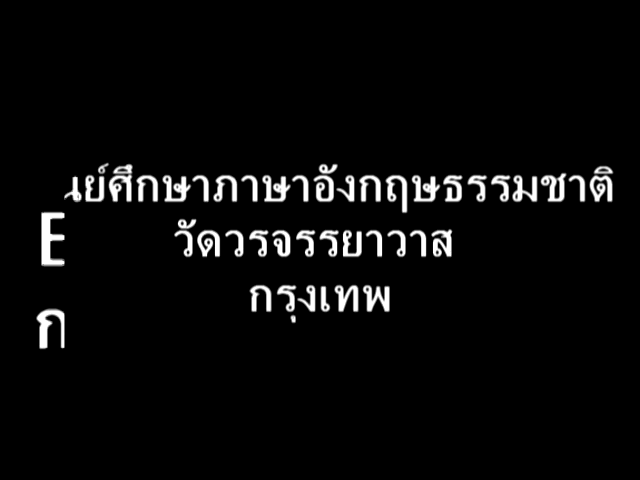 นย์ศึกษาภาษาอังกฤษธรรมชาติ
E
วัดวรจรรยาวาส
กรุงเทพ
ก